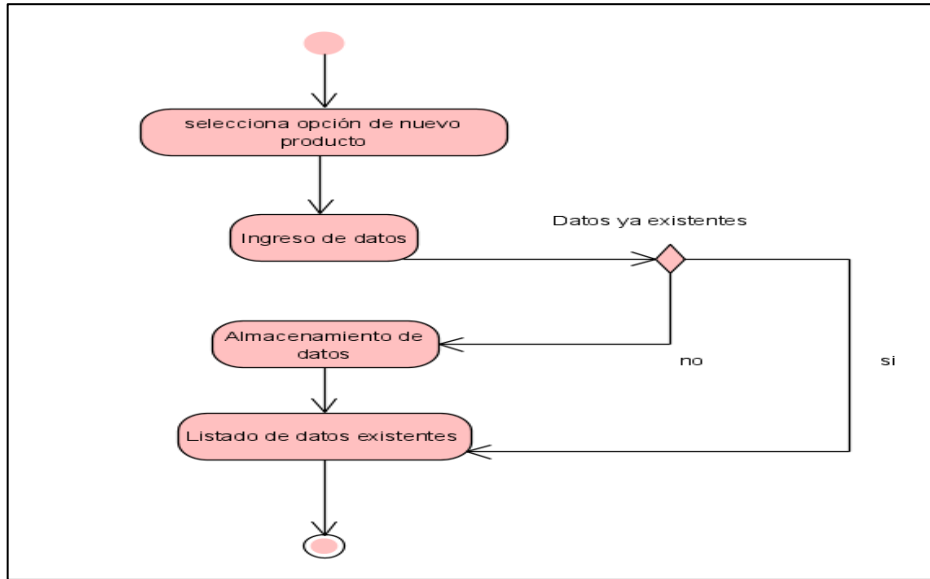 selecciona opción de nuevo
producto
Ingreso de datos
Datos ya existentes
Almacenamiento de
datos
no
si
Listado de datos existentes